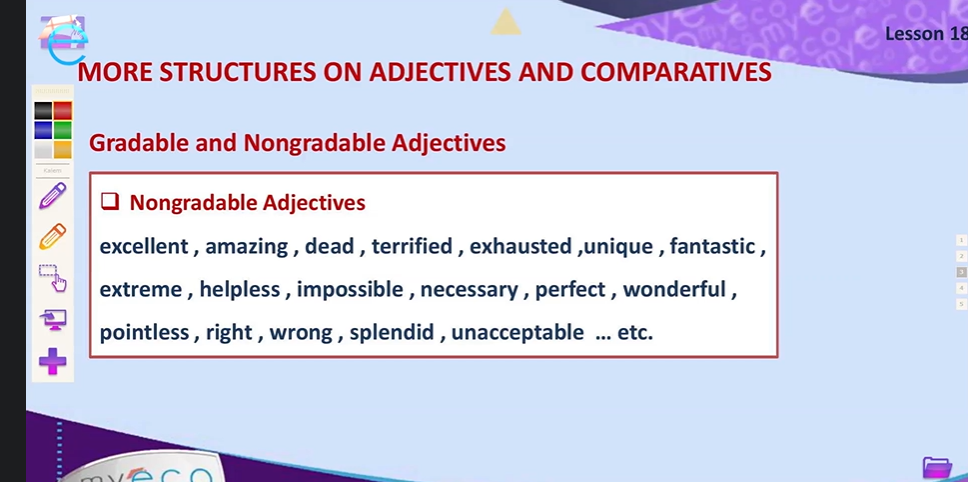 Lesson 18
MORE STRUCTURES ON ADJECTIVES AND COMPARATIVES
Gradable and Nongradable Adjectives
❑ Nongradable Adjectives
excellent , amazing , dead , terrified , exhausted ,unique , fantastic ,
extreme , helpless , impossible , necessary , perfect , wonderful ,
pointless , right , wrong , splendid , unacceptable ... etc.
1
2
3
4
5
myeco